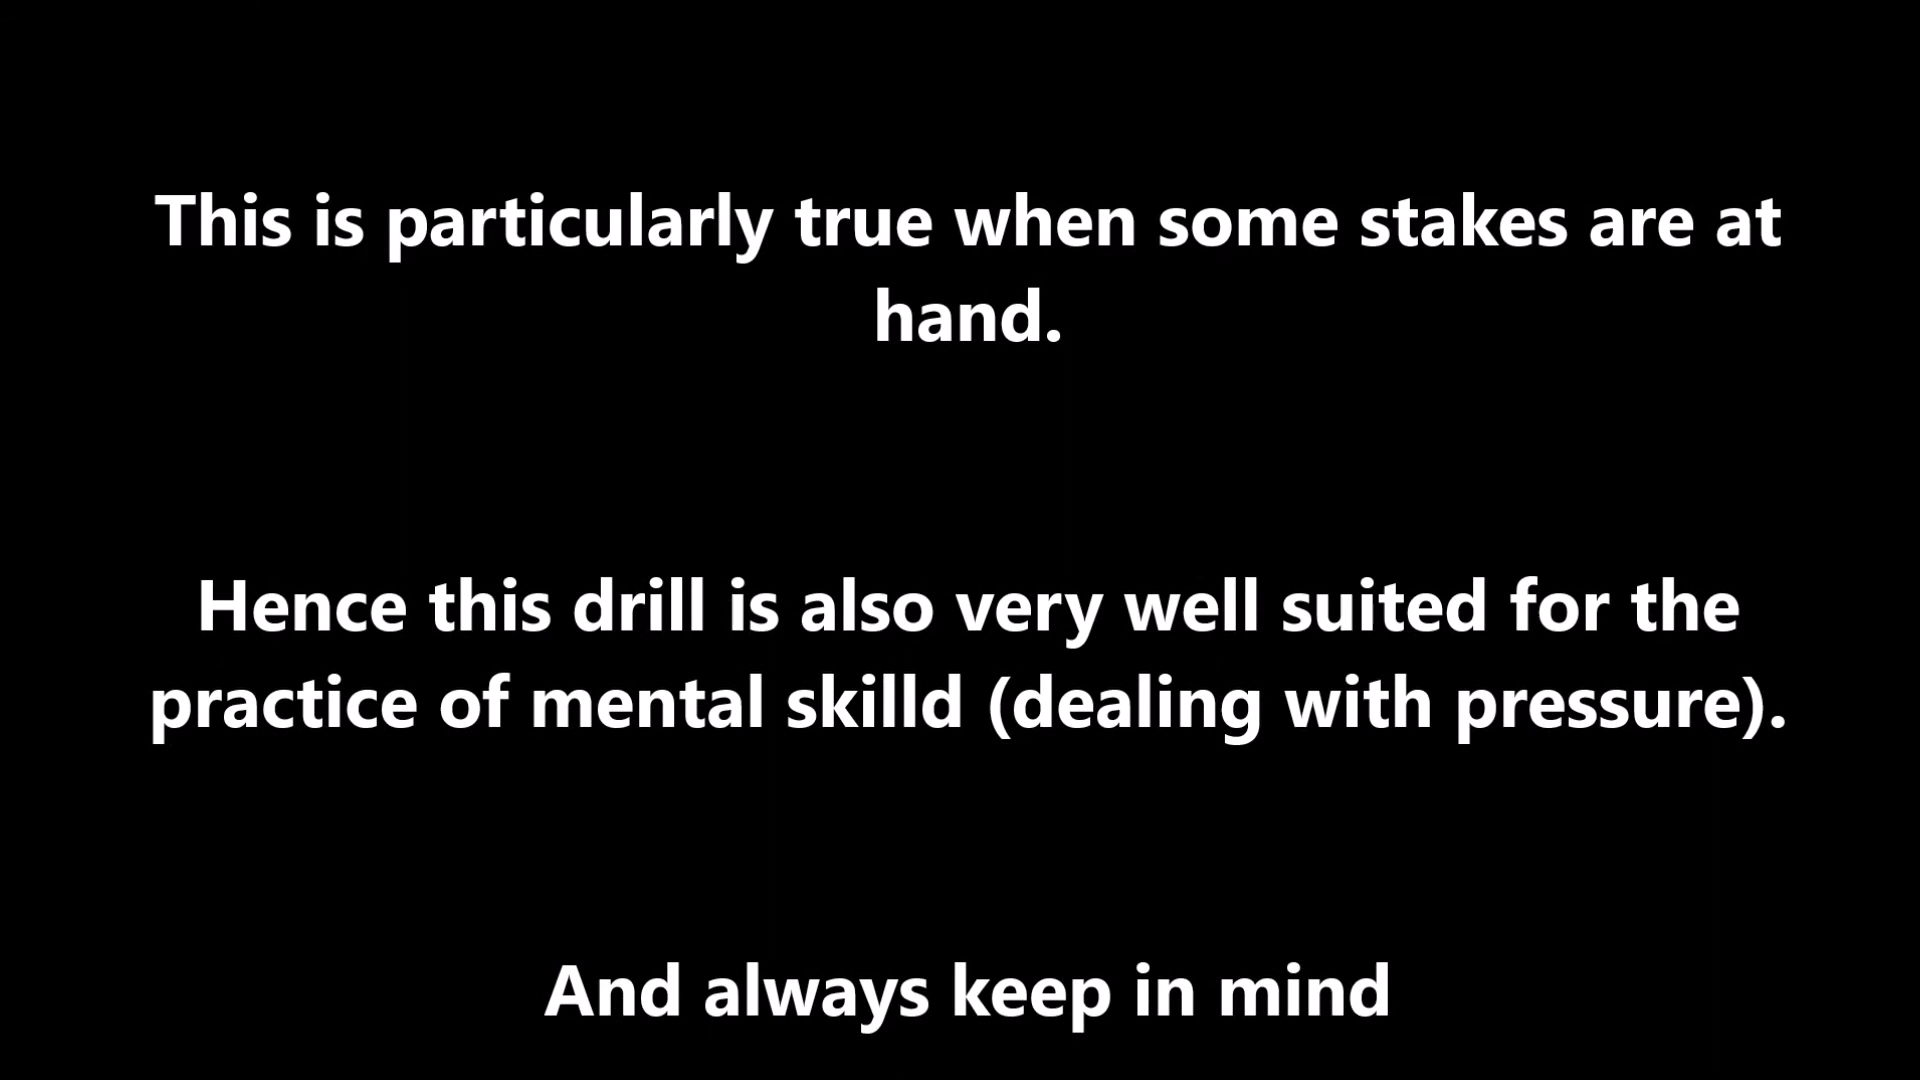 This is particularly true when some stakes are at
hand.
Hence this drill is also very well suited for the
practice of mental skilld (dealing with pressure).
And always keep in mind